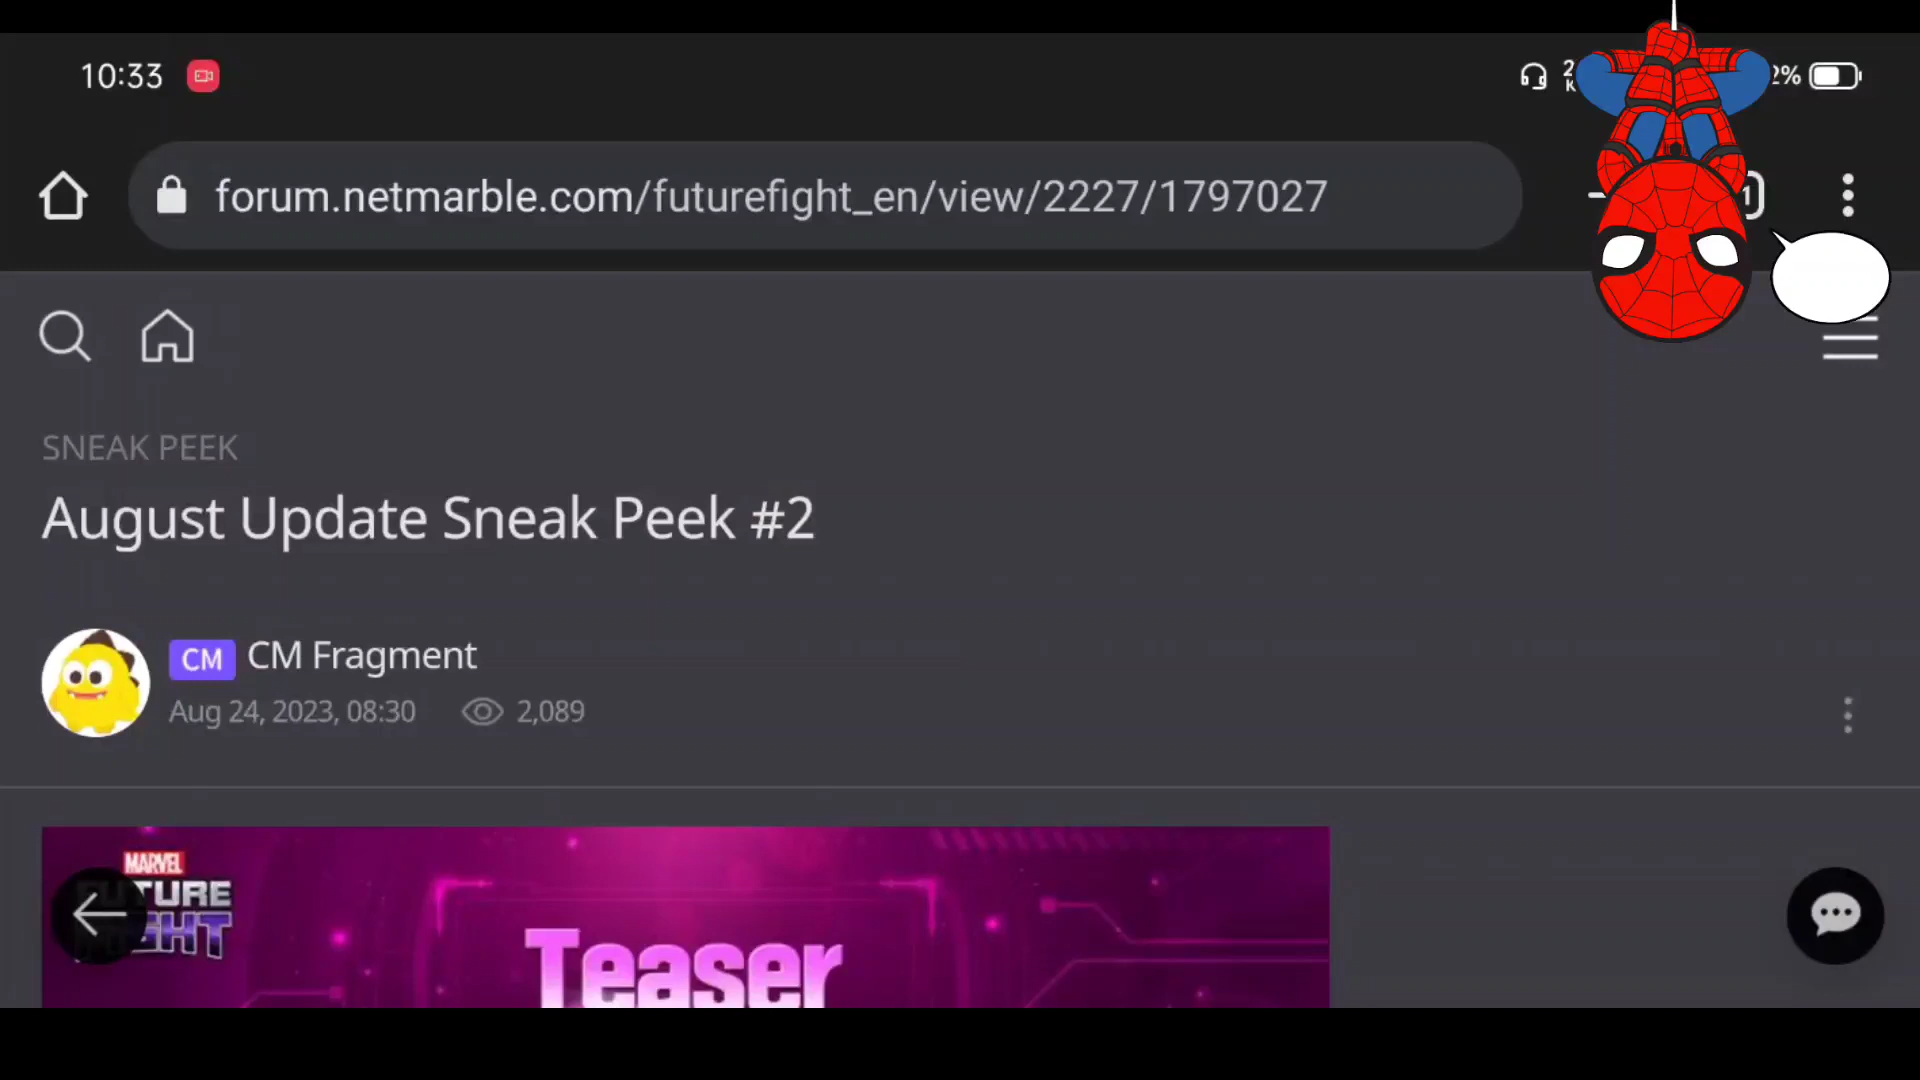 10:33
2%
forum.netmarble.com/futurefight_en/view/2227/1797027
SNEAK PEEK
August Update Sneak Peek #2
CM CM Fragment
Aug 24, 2023, 08:30 2,089
MARVEL
Teaser